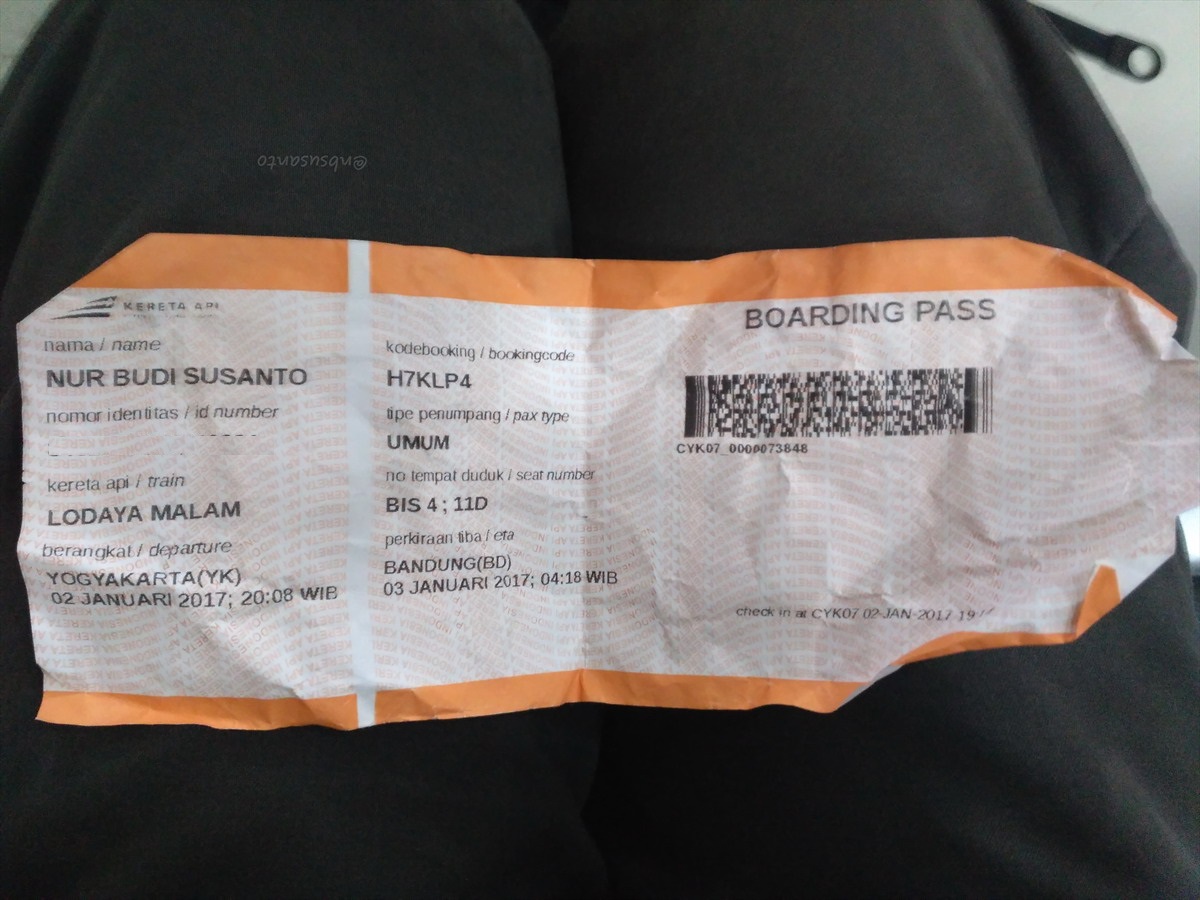 @nbsusanto
KERETA API
BOARDING PASS
nama / name
NUR BUDI SUSANTO
nomor identitas / id number
kereta api / train
LODAYA MALAM
berangkat / departure
YOGYAKARTA(YK)
02 JANUARI 2017; 20:08 WIB
kodebooking / bookingcode
H7KLP4
tipe penumpang / pax type
UMUM
no tempat duduk / seat number
BIS 4 ; 11D
perkiraan tiba / eta
BANDUNG(BD)
03 JANUARI 2017; 04:18 WIB
CYK07_0000073848
check in at CYK07 02-JAN-2017